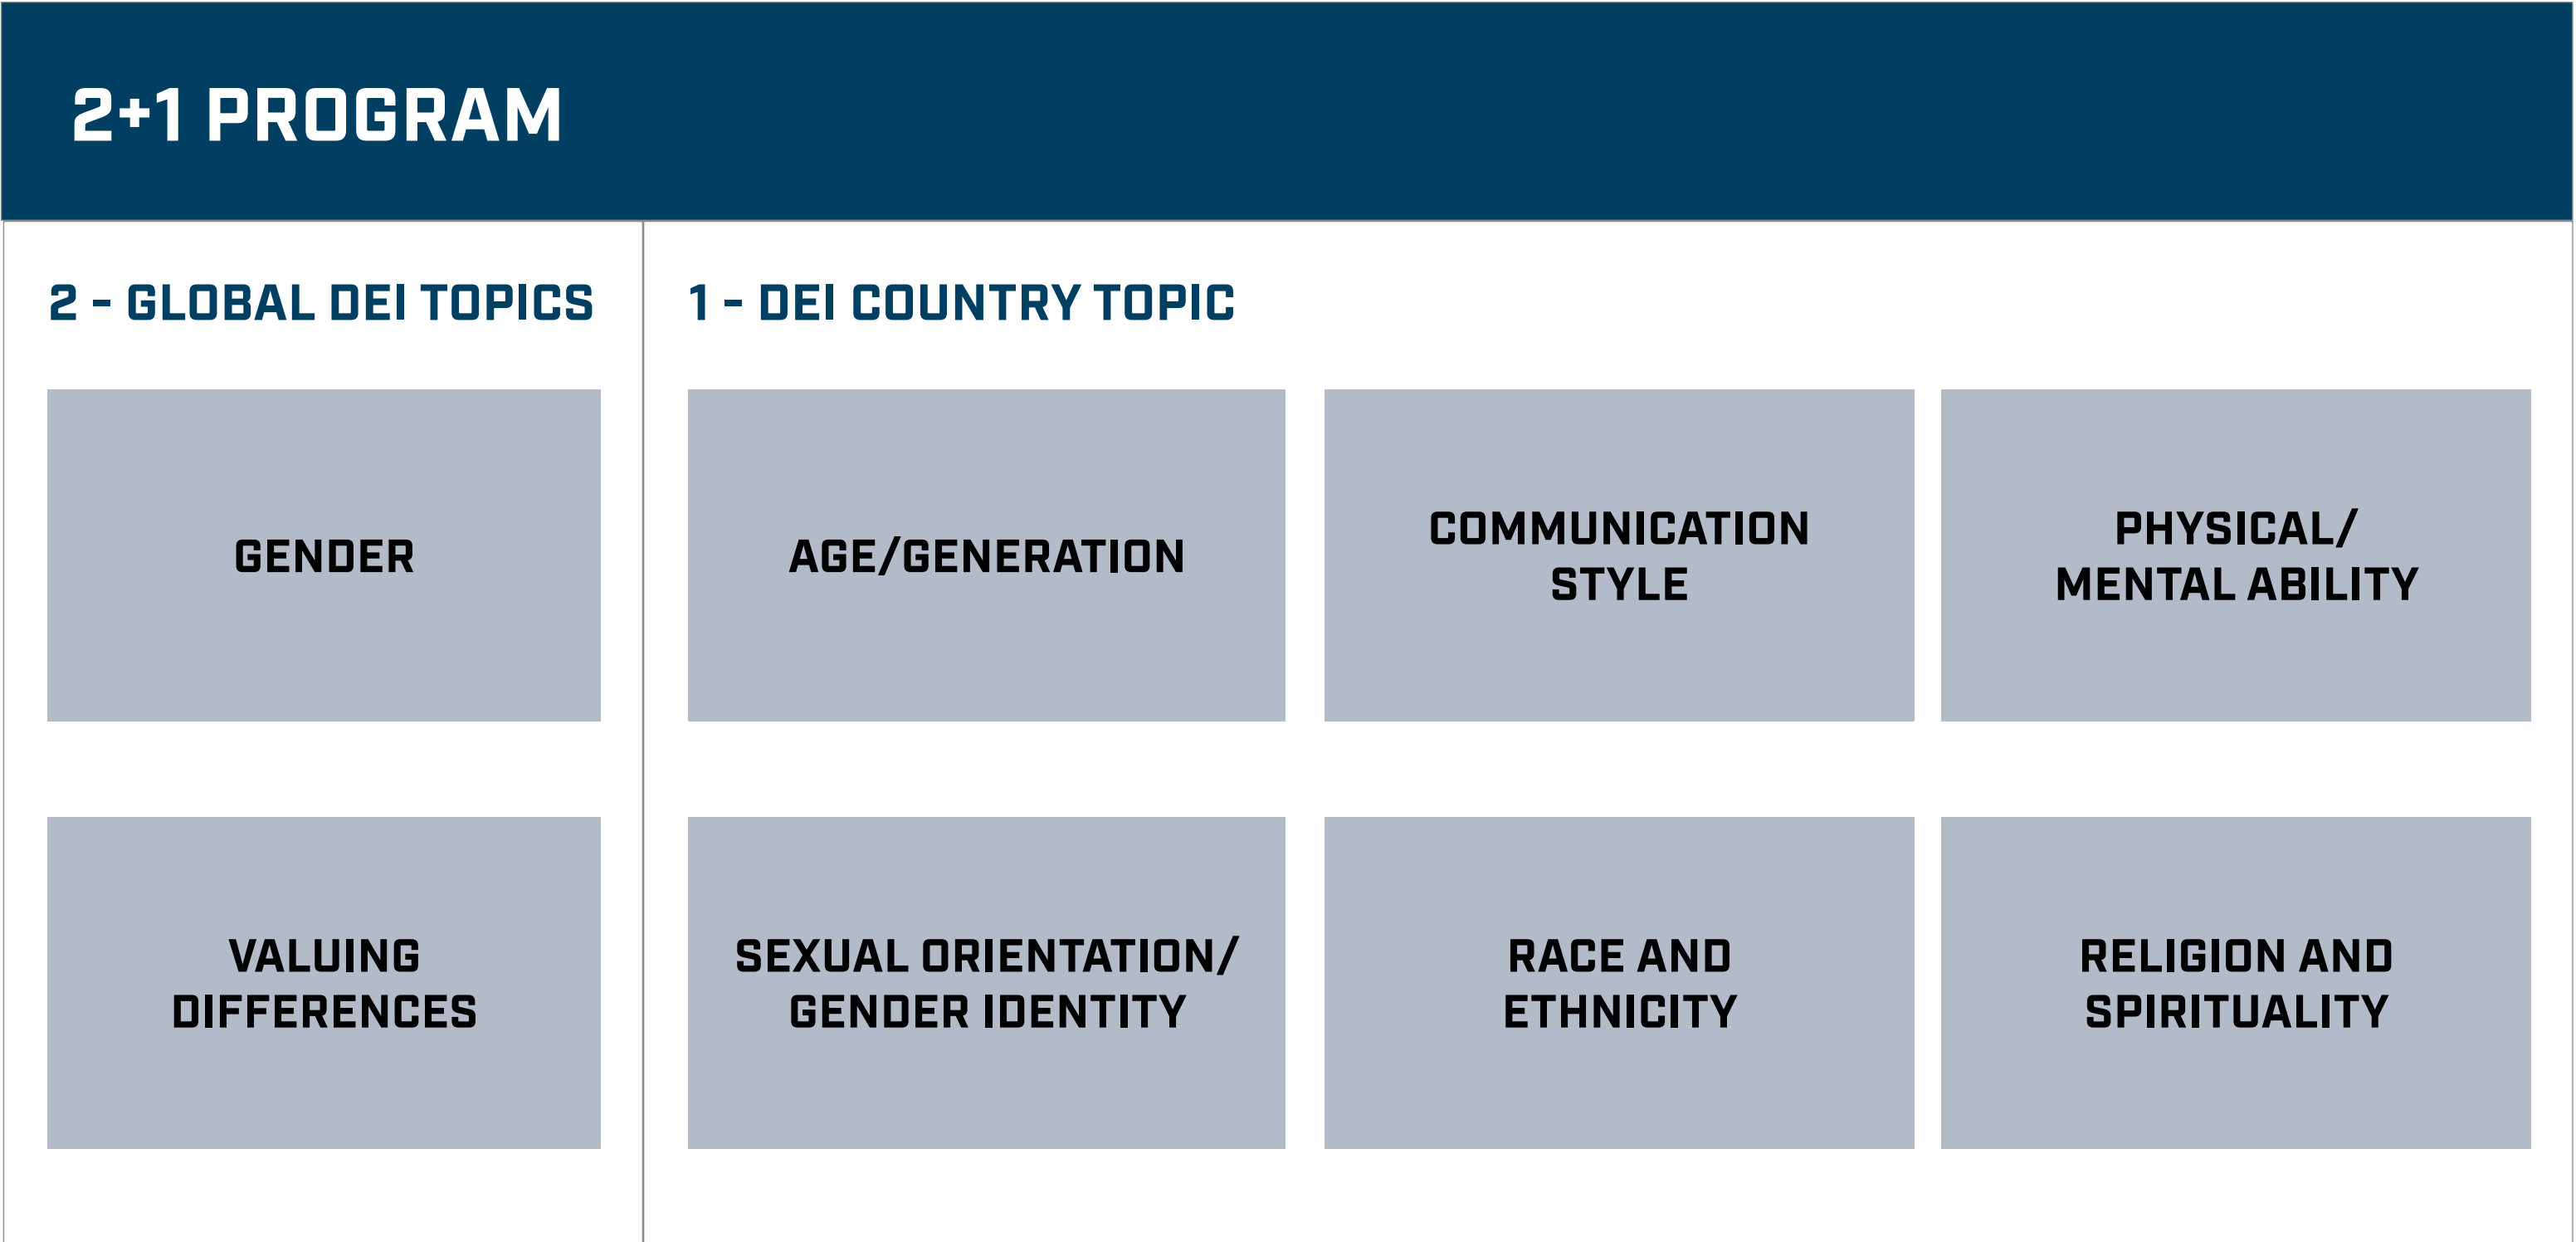 2+1 PROGRAM
2 - GLOBAL DEI TOPICS
GENDER
VALUING
DIFFERENCES
1 - DEI COUNTRY TOPIC
AGE/GENERATION
COMMUNICATION
STYLE
PHYSICAL/
MENTAL ABILITY
SEXUAL ORIENTATION/
GENDER IDENTITY
RACE AND
ETHNICITY
RELIGION AND
SPIRITUALITY